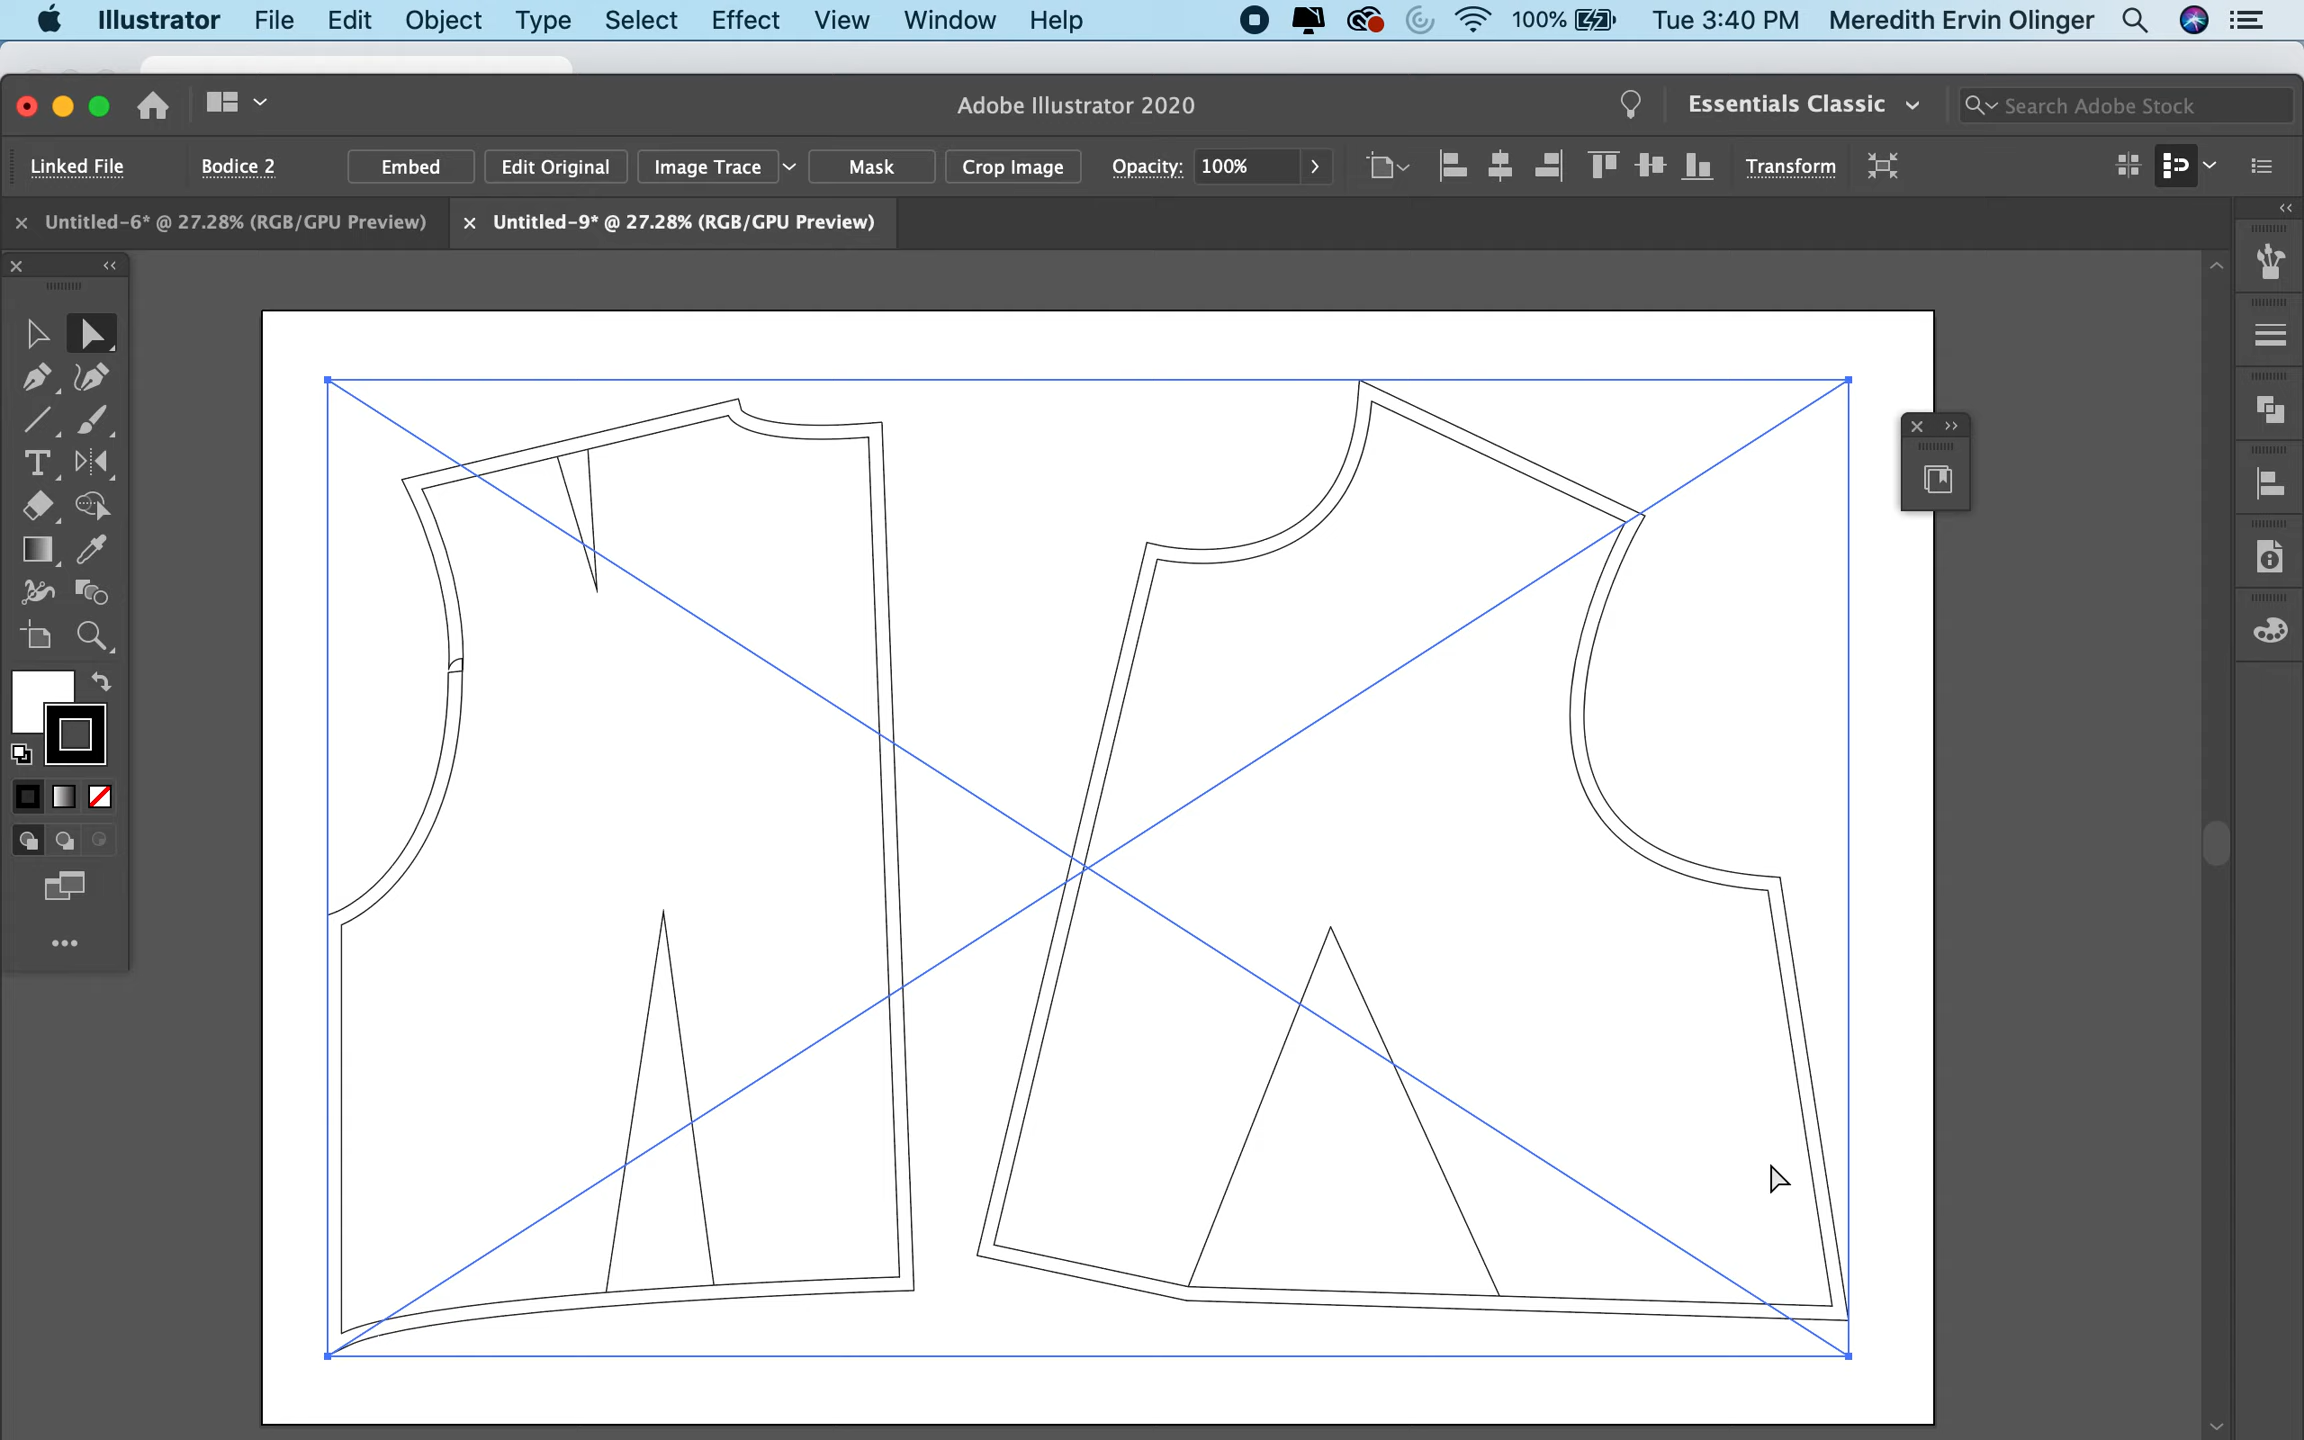 Illustrator File Edit Object Type Select Effect View Window Help 100% Tue 3:40 PM Meredith Ervin Olinger
Adobe Illustrator 2020 Essentials Classic Search Adobe Stock
Linked File Bodice 2 Embed Edit Original Image Trace Mask Crop Image Opacity: 100% Transform
Untitled-6* @ 27.28% (RGB/GPU Preview) Untitled-9* @ 27.28% (RGB/GPU Preview)